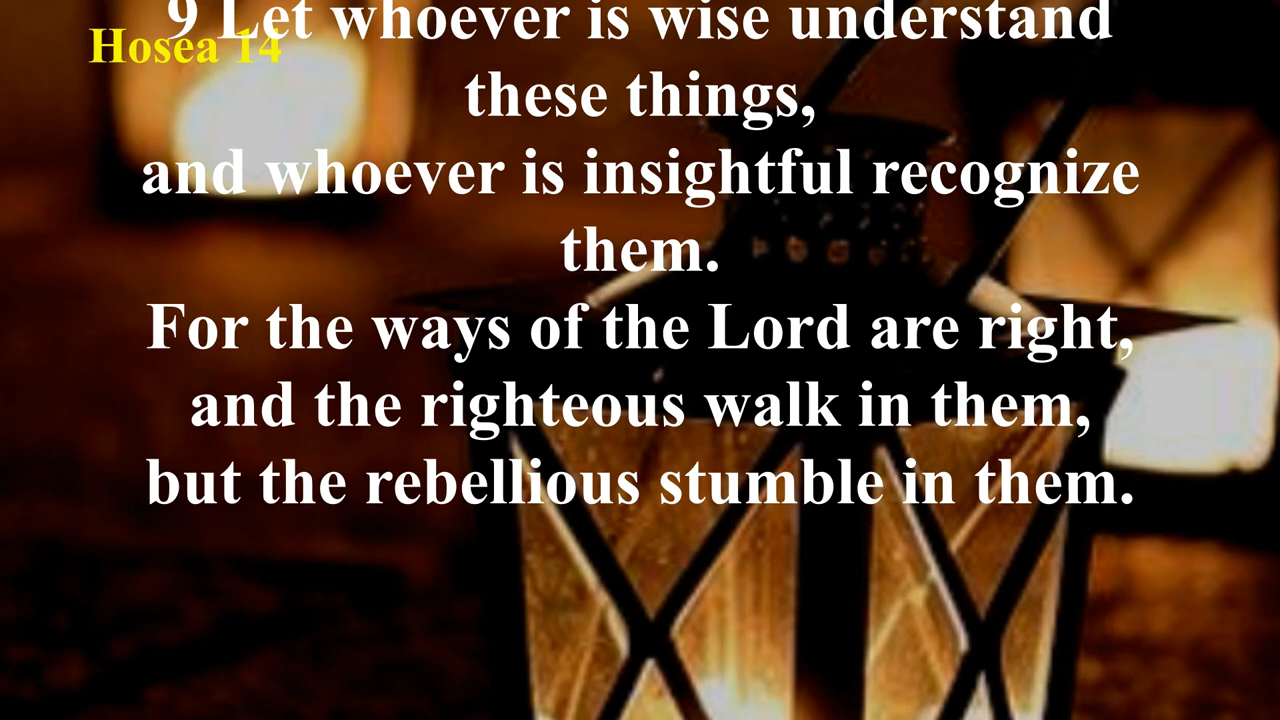 9 Let whoever is wise understand
Hosea 14
these things,
and whoever is insightful recognize
them.
For the ways of the Lord are right,
and the righteous walk in them,
but the rebellious stumble in them.